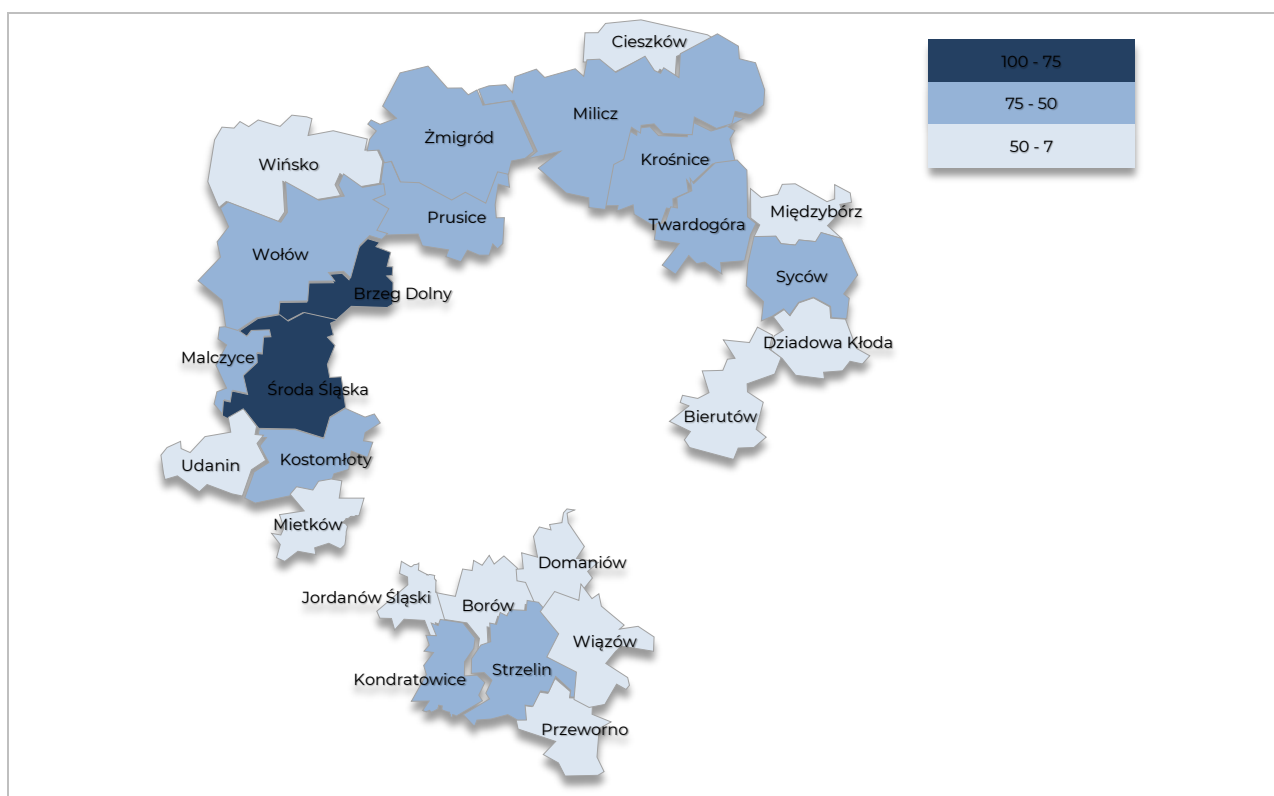 Cieszków
100 - 75
75 - 50
Milicz
Żmigród
50 - 7
Krośnice
Wińsko
Międzybórz
Prusice
Twardogóra
Wołów
Syców
Brzeg Dolny
Dziadowa Kłoda
Malczyce
Środa Śląska
Bierutów
Kostomłoty
Udanin
Mietków
Domaniów
Jordanów Śląski
Borów
Wiązów
Strzelin
Kondratowice
Przeworno